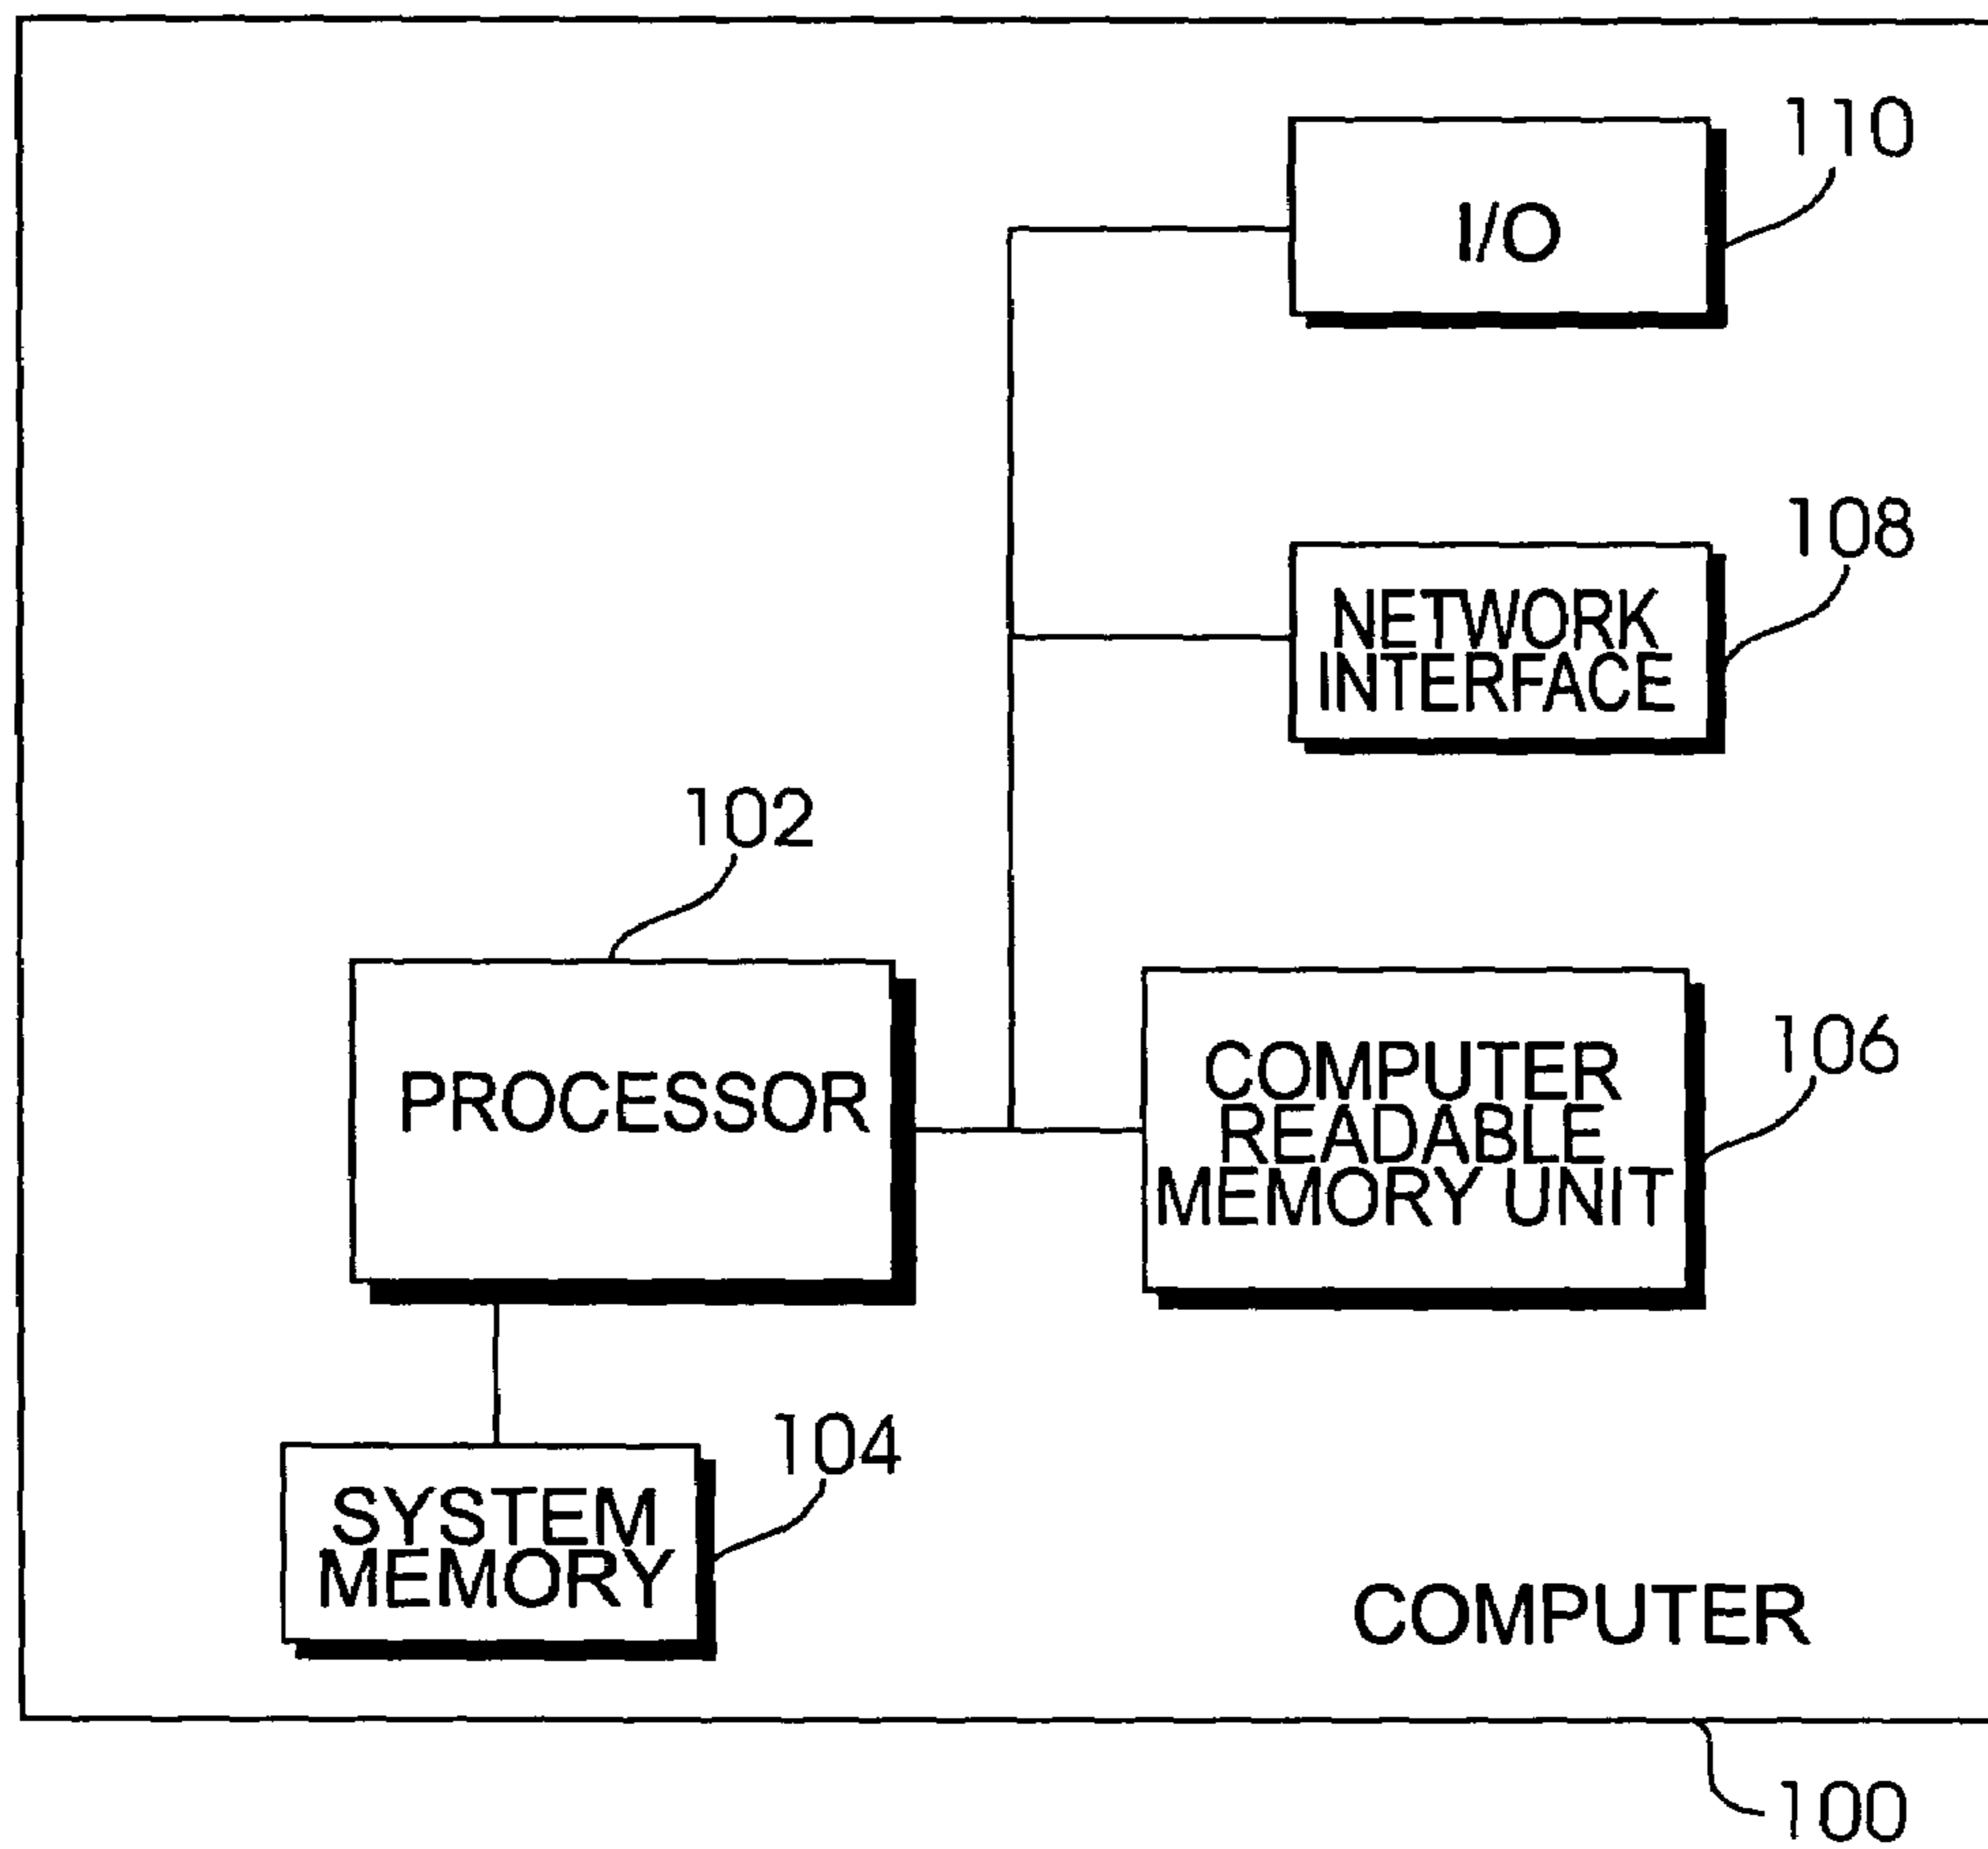 110
I/O
108
NETWORK
INTERFACE
102
PROCESSOR
106
COMPUTER
READABLE
MEMORY UNIT
104
SYSTEM
MEMORY
COMPUTER
100